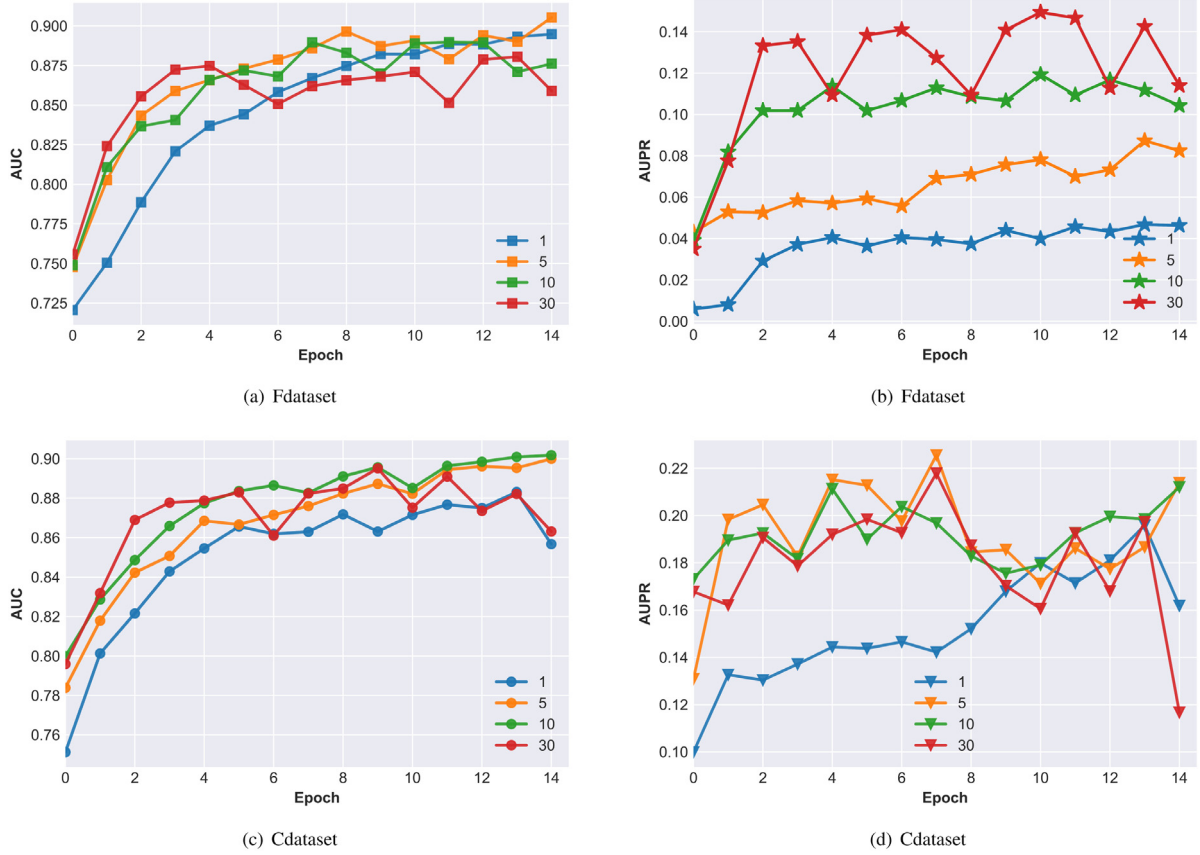 0.900
0.875
0.850
0.825
0.800
0.775
0.750
0.725
AUC
1
5
10
30
0 2 4 6 8 10 12 14
Epoch
(a) Fdataset
0.14
0.12
0.10
0.08
0.06
0.04
0.02
0.00
AUPR
1
5
10
30
0 2 4 6 8 10 12 14
Epoch
(b) Fdataset
0.90
0.88
0.86
0.84
0.82
0.80
0.78
0.76
AUC
1
5
10
30
0 2 4 6 8 10 12 14
Epoch
(c) Cdataset
0.22
0.20
0.18
0.16
0.14
0.12
0.10
AUPR
1
5
10
30
0 2 4 6 8 10 12 14
Epoch
(d) Cdataset